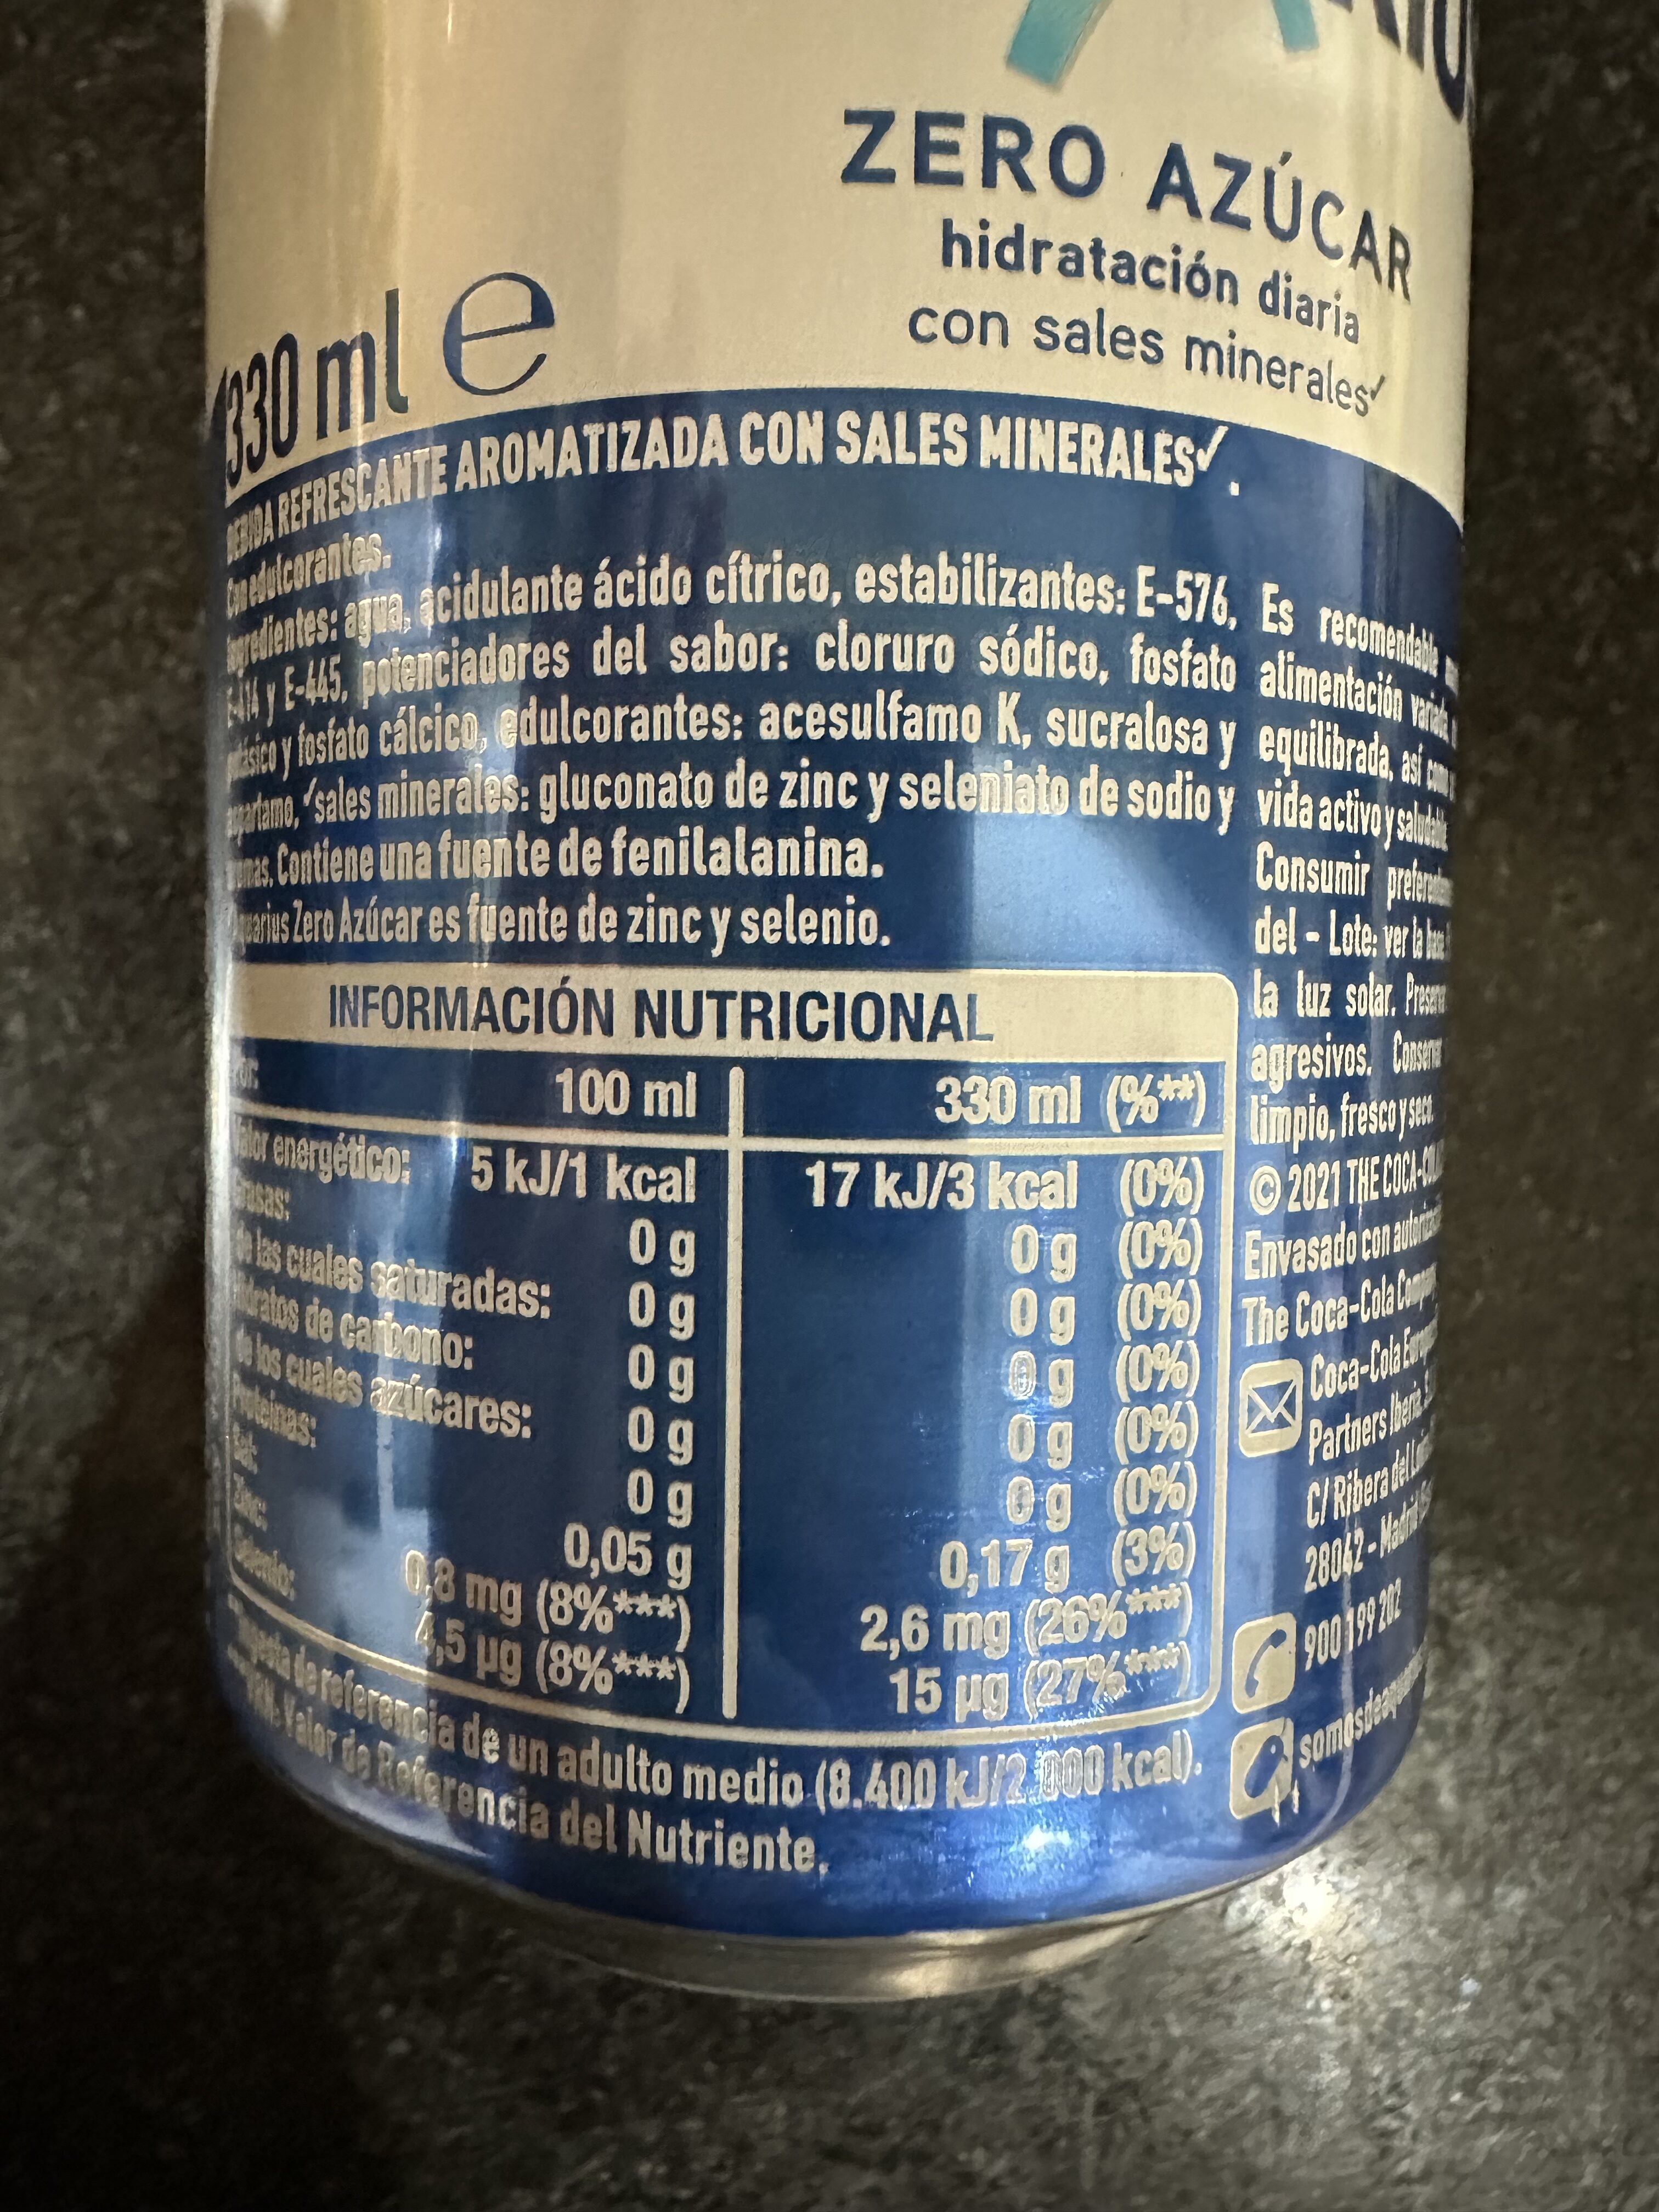 ZERO AZÚCAR
hidratación diaria
con sales minerales✓
330 ml ℮
BEBIDA REFRESCANTE AROMATIZADA CON SALES MINERALES✓.
Con edulcorantes.
Ingredientes: agua, acidulante ácido cítrico, estabilizantes: E-576,
E-414 y E-445, potenciadores del sabor: cloruro sódico, fosfato
potásico y fosfato cálcico, edulcorantes: acesulfamo K, sucralosa y
aspartamo, ✓sales minerales: gluconato de zinc y seleniato de sodio y
aromas. Contiene una fuente de fenilalanina.
Aquarius Zero Azúcar es fuente de zinc y selenio.
INFORMACIÓN NUTRICIONAL
Por: 100 ml 330 ml (%**)
Valor energético: 5 kJ/1 kcal 17 kJ/3 kcal (0%)
Grasas: 0 g 0 g (0%)
de las cuales saturadas: 0 g 0 g (0%)
Hidratos de carbono: 0 g 0 g (0%)
de los cuales azúcares: 0 g 0 g (0%)
Proteínas: 0 g 0 g (0%)
Sal: 0,05 g 0,17 g (3%)
Zinc: 0,8 mg (8%***) 2,6 mg (26%***)
Selenio: 4,5 µg (8%***) 15 µg (27%***)
de referencia de un adulto medio (8.400 kJ/2.000 kcal).
Valor de Referencia del Nutriente.
Es recomendable
alimentación variada
equilibrada, así como
vida activo y saludable
Consumir
del - Lote: ver la base.
la luz solar.
agresivos.
limpio, fresco y seco.
© 2021 THE COCA-COLA
Envasado con
The Coca-Cola Company
Coca-Cola
Partners Iberia,
C/ Ribera del
28042 - Madrid
900 199 202